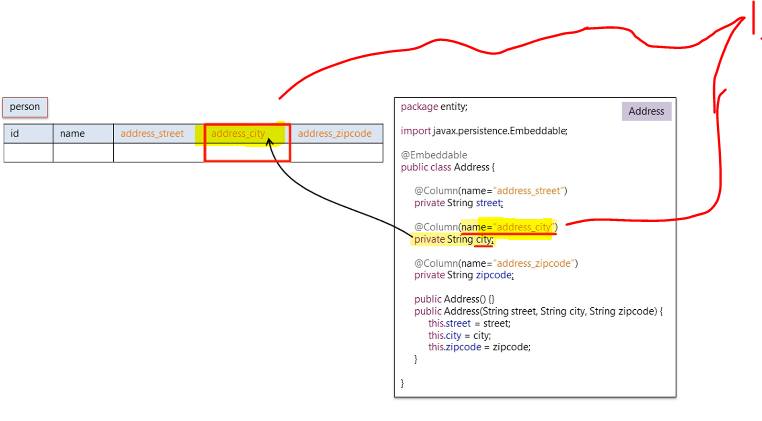 person
id name address_street address_city address_zipcode
Address
package entity;
import javax.persistence.Embeddable;
@Embeddable
public class Address {
@Column(name="address_street")
private String street;
@Column(name="address_city")
private String city;
@Column(name="address_zipcode")
private String zipcode;
public Address() {}
public Address(String street, String city, String zipcode) {
this.street = street;
this.city = city;
this.zipcode = zipcode;
}
}